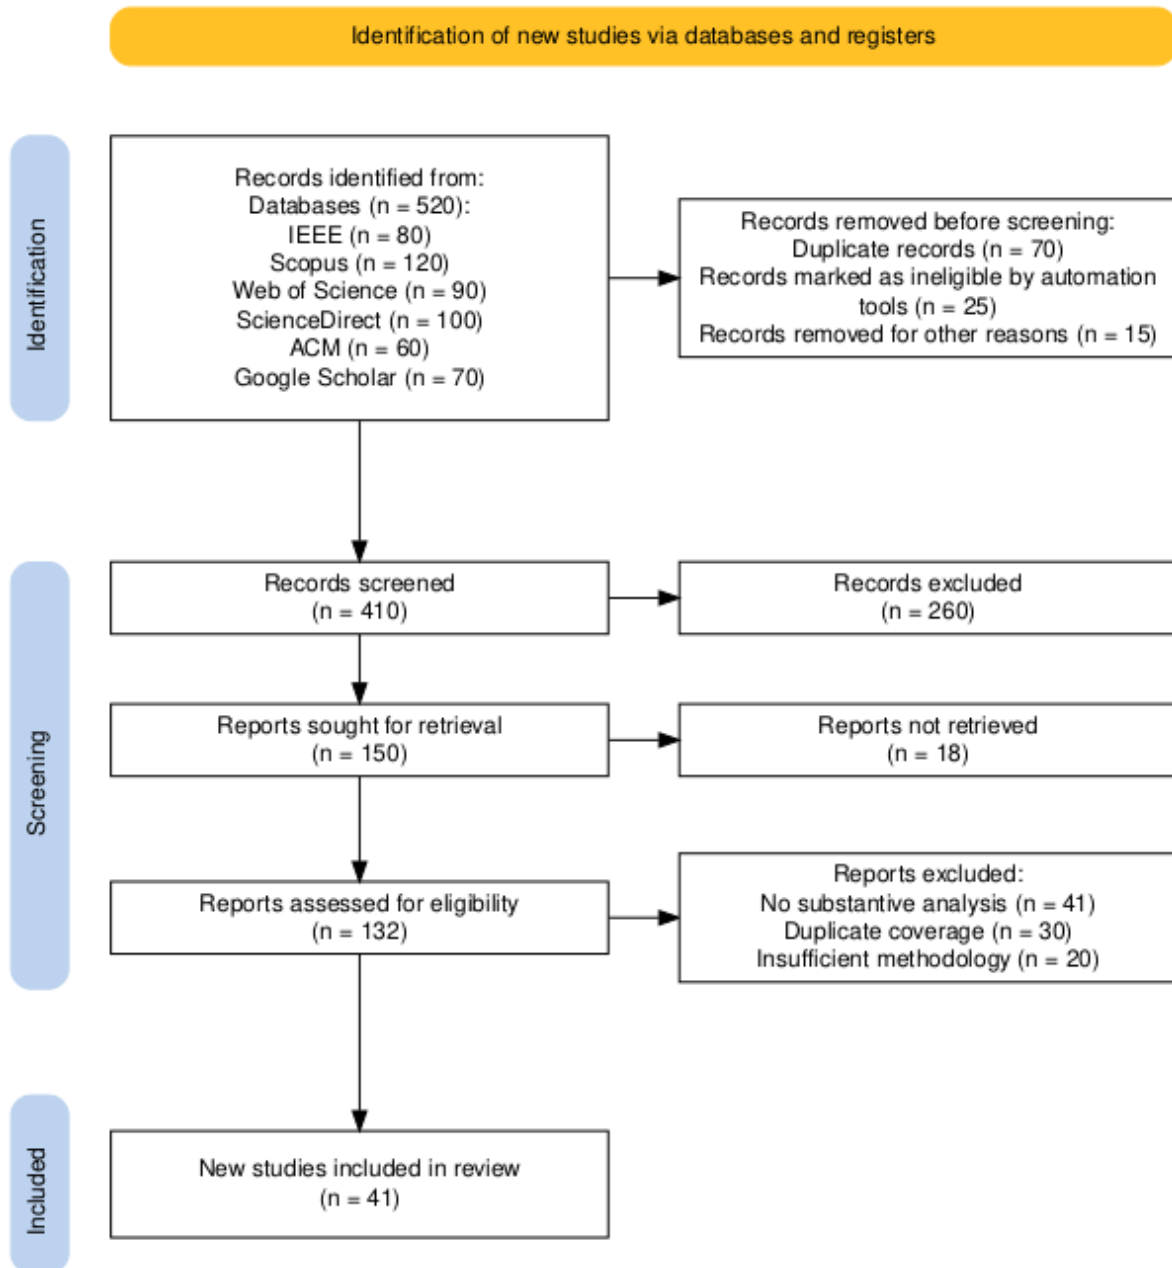 Identification of new studies via databases and registers
Identification
Records identified from:
Databases (n = 520):
IEEE (n = 80)
Scopus (n = 120)
Web of Science (n = 90)
ScienceDirect (n = 100)
ACM (n = 60)
Google Scholar (n = 70)
Records removed before screening:
Duplicate records (n = 70)
Records marked as ineligible by automation
tools (n = 25)
Records removed for other reasons (n = 15)
Screening
Records screened
(n = 410)
Records excluded
(n = 260)
Reports sought for retrieval
(n = 150)
Reports not retrieved
(n = 18)
Reports assessed for eligibility
(n = 132)
Reports excluded:
No substantive analysis (n = 41)
Duplicate coverage (n = 30)
Insufficient methodology (n = 20)
Included
New studies included in review
(n = 41)